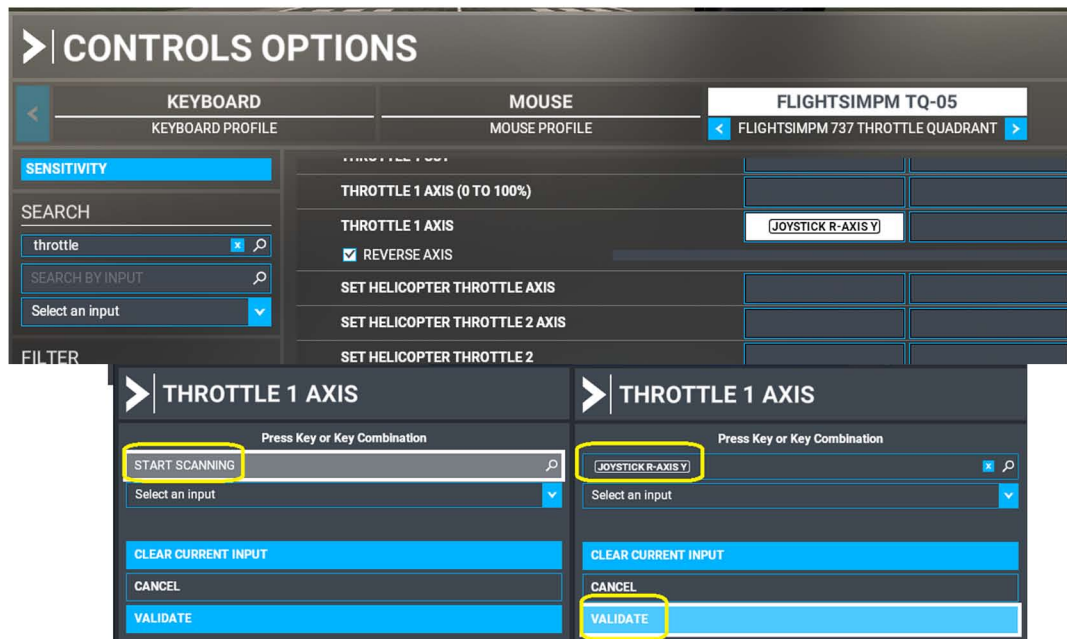 CONTROLS OPTIONS
KEYBOARD
KEYBOARD PROFILE
MOUSE
MOUSE PROFILE
FLIGHTSIMPM TQ-05
FLIGHTSIMPM 737 THROTTLE QUADRANT
SENSITIVITY
SEARCH
throttle
SEARCH BY INPUT
Select an input
FILTER
THROTTLE 1 AXIS (0 TO 100%)
THROTTLE 1 AXIS
JOYSTICK R-AXIS Y
REVERSE AXIS
SET HELICOPTER THROTTLE AXIS
SET HELICOPTER THROTTLE 2 AXIS
SET HELICOPTER THROTTLE 2
THROTTLE 1 AXIS
Press Key or Key Combination
START SCANNING
Select an input
CLEAR CURRENT INPUT
CANCEL
VALIDATE
THROTTLE 1 AXIS
Press Key or Key Combination
JOYSTICK R-AXIS Y
Select an input
CLEAR CURRENT INPUT
CANCEL
VALIDATE